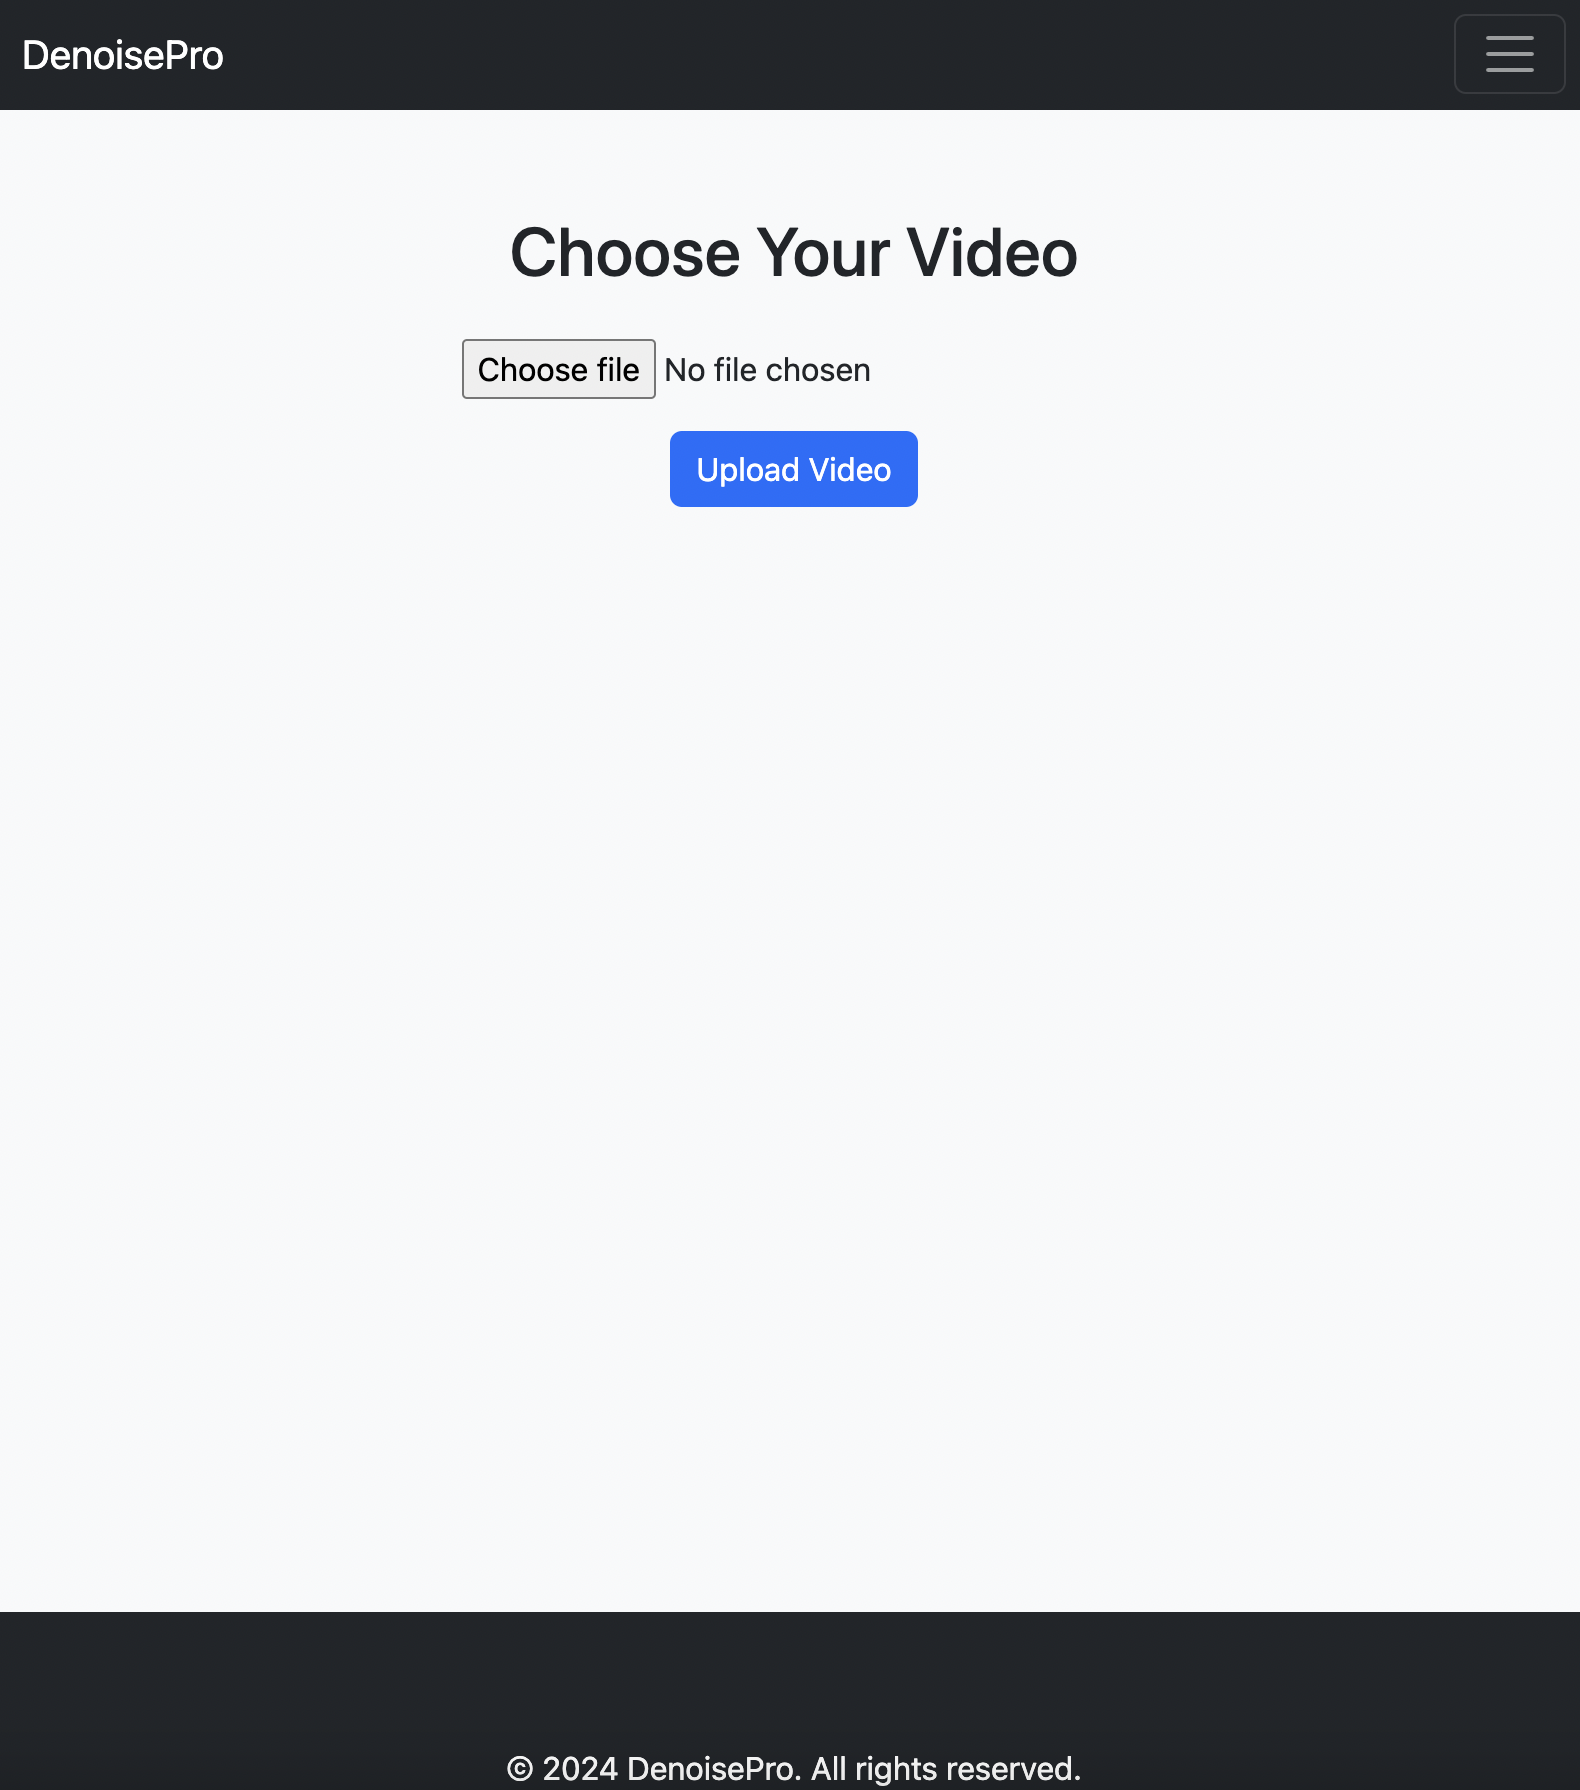 DenoisePro
Choose Your Video
Choose file No file chosen
Upload Video
© 2024 DenoisePro. All rights reserved.